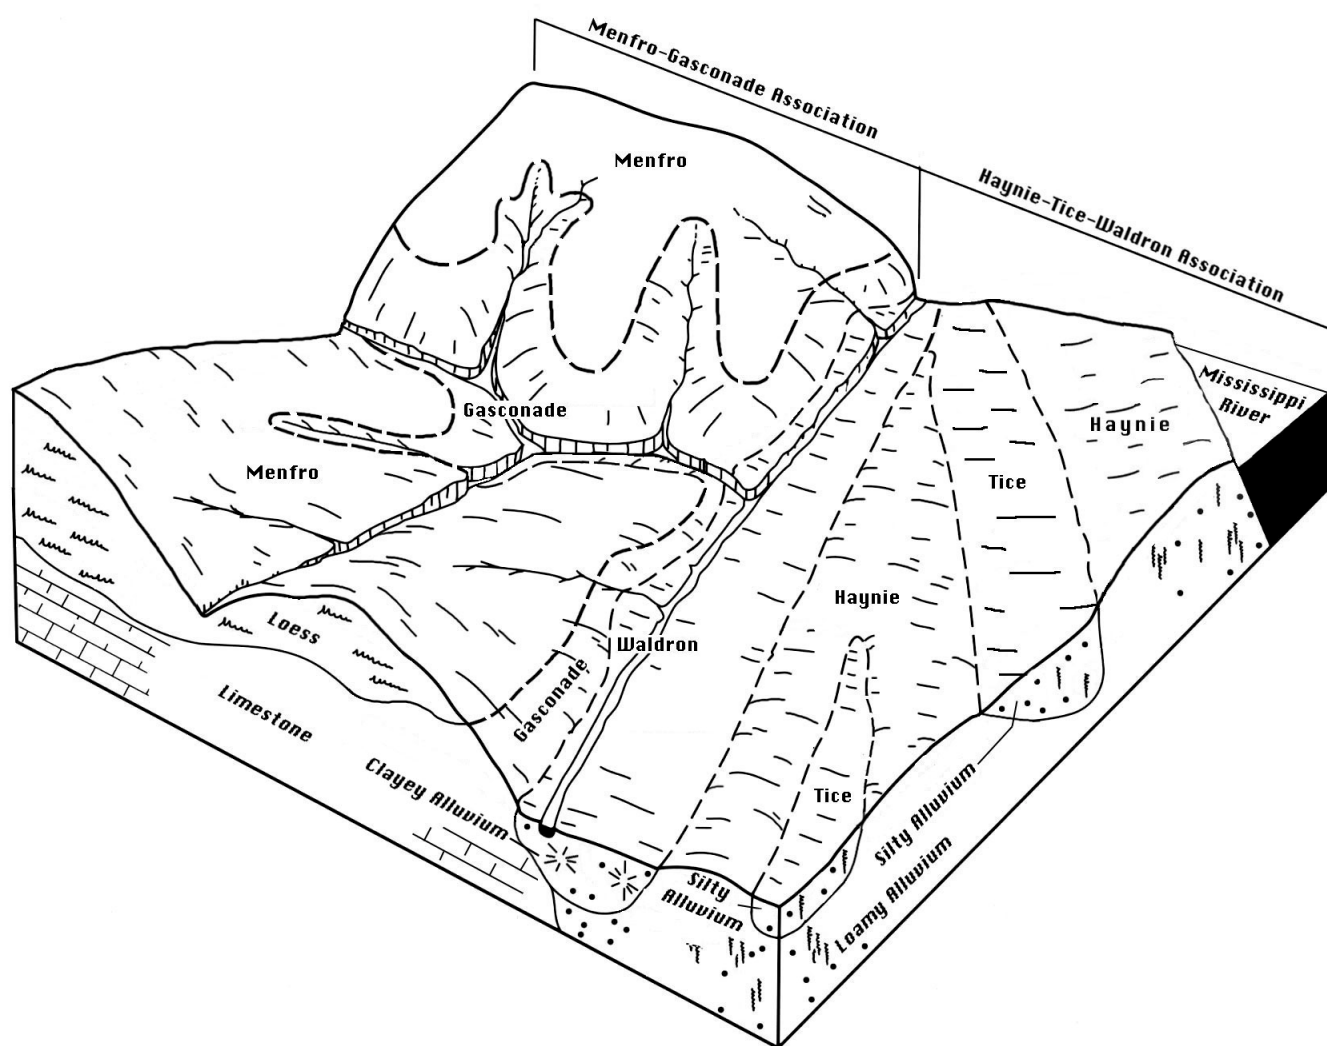 Menfro-Gasconade Association
Haynie-Tice-Waldron Association
Menfro
Mississippi
River
Gasconade
Haynie
Menfro
Tice
Haynie
Loess
Waldron
Gasconade
Limestone
Clayey Alluvium
Tice
Silty Alluvium
Silty
Alluvium
Loamy Alluvium